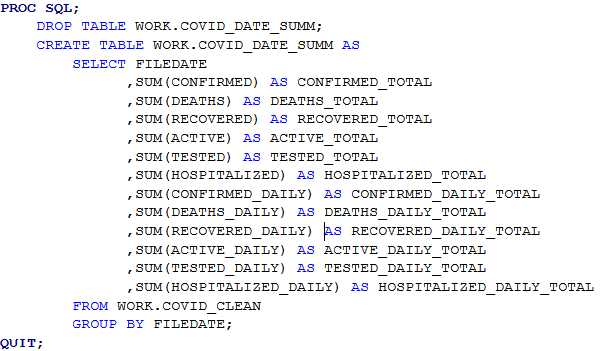 PROC SQL;
DROP TABLE WORK.COVID_DATE_SUMM;
CREATE TABLE WORK.COVID_DATE_SUMM AS
SELECT FILEDATE
,SUM(CONFIRMED) AS CONFIRMED_TOTAL
,SUM(DEATHS) AS DEATHS_TOTAL
,SUM(RECOVERED) AS RECOVERED_TOTAL
,SUM(ACTIVE) AS ACTIVE_TOTAL
,SUM(TESTED) AS TESTED_TOTAL
,SUM(HOSPITALIZED) AS HOSPITALIZED_TOTAL
,SUM(CONFIRMED_DAILY) AS CONFIRMED_DAILY_TOTAL
,SUM(DEATHS_DAILY) AS DEATHS_DAILY_TOTAL
,SUM(RECOVERED_DAILY) AS RECOVERED_DAILY_TOTAL
,SUM(ACTIVE_DAILY) AS ACTIVE_DAILY_TOTAL
,SUM(TESTED_DAILY) AS TESTED_DAILY_TOTAL
,SUM(HOSPITALIZED_DAILY) AS HOSPITALIZED_DAILY_TOTAL
FROM WORK.COVID_CLEAN
GROUP BY FILEDATE;
QUIT;